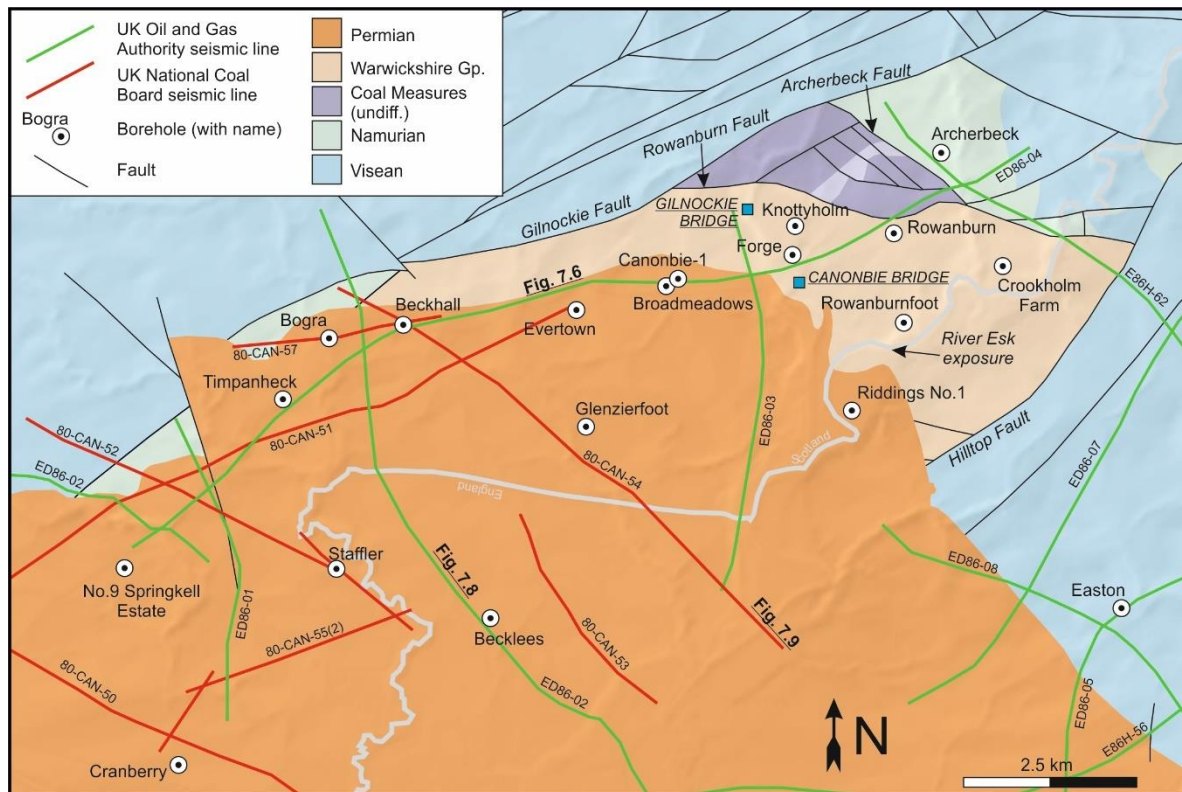 UK Oil and Gas
Authority seismic line
UK National Coal
Board seismic line
Bogra
Borehole (with name)
Fault
Permian
Warwickshire Gp.
Coal Measures
(undiff.)
Namurian
Visean
Archerbeck Fault
Rowanburn Fault
Archerbeck
ED86-04
Gilnockie Fault
GILNOCKIE
BRIDGE
Knottyholm
Rowanburn
Forge
Canonbie-1
Fig. 7.6
CANONBIE BRIDGE
Crookholm
Farm
E86H-62
Broadmeadows
Rowanburnfoot
Beckhall
Evertown
Bogra
80-CAN-57
River Esk
exposure
Timpanheck
Riddings No.1
Glenzierfoot
ED86-03
80-CAN-51
80-CAN-52
Hilltop Fault
ED86-07
Scotland
England
80-CAN-54
ED86-02
Staffler
Fig. 7.8
ED86-08
No.9 Springkell
Estate
ED86-01
Becklees
Fig. 7.9
Easton
80-CAN-55(2)
80-CAN-53
80-CAN-50
ED86-02
ED86-05
E86H-56
N
Cranberry
2.5 km